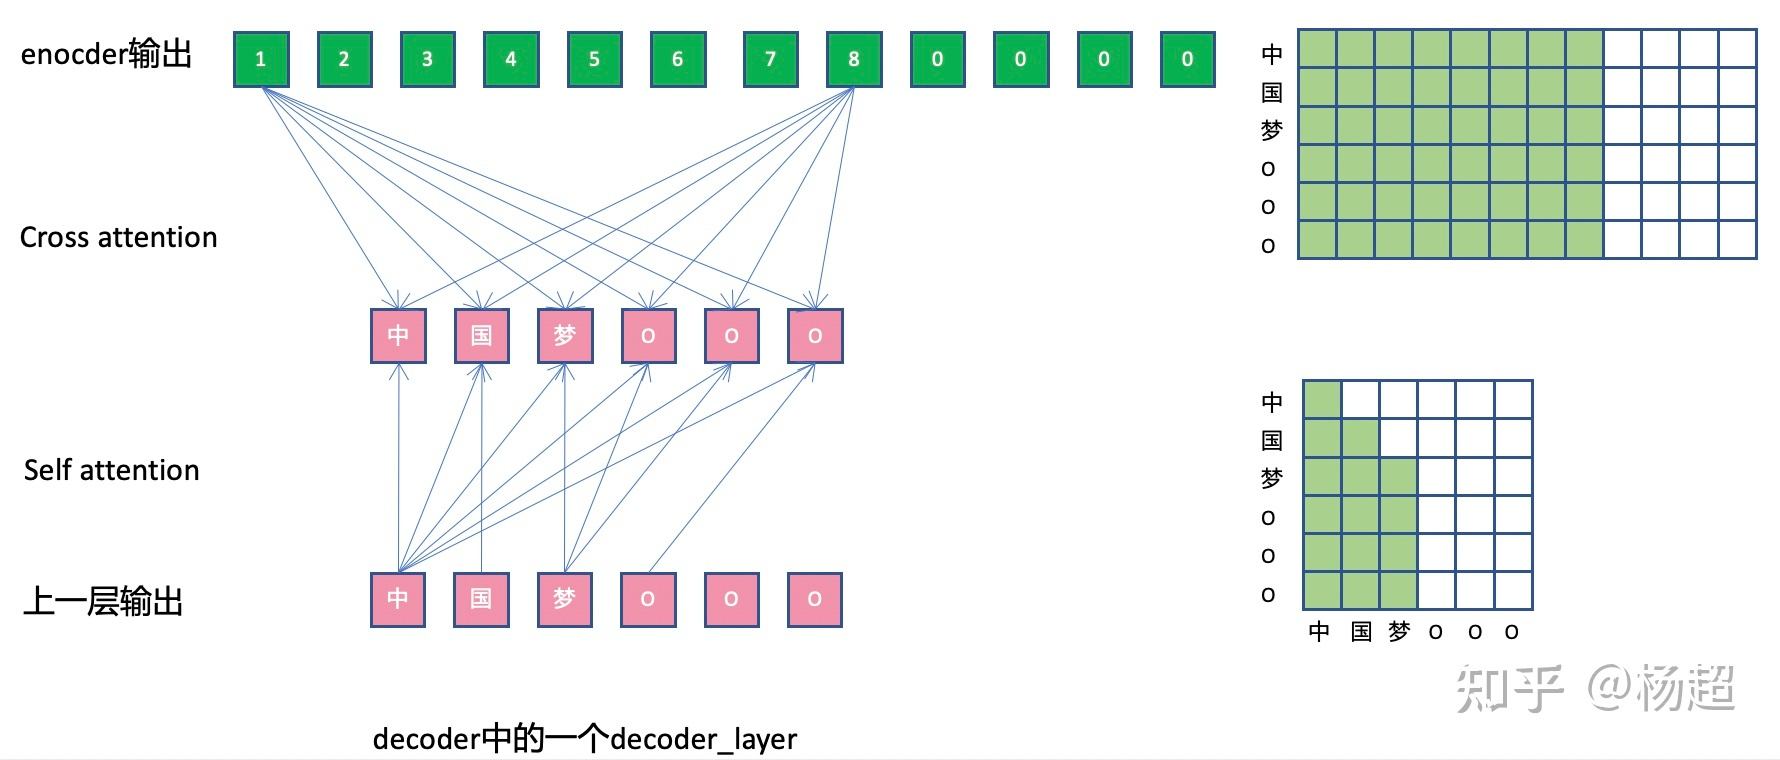 enocder输出 1 2 3 4 5 6 7 8 0 0 0 0
Cross attention
中 国 梦 O O O
Self attention
上一层输出 中 国 梦 O O O
decoder中的一个decoder_layer
中
国
梦
O
O
O
中
国
梦
O
O
O
中 国 梦 O O O
知乎 @杨超